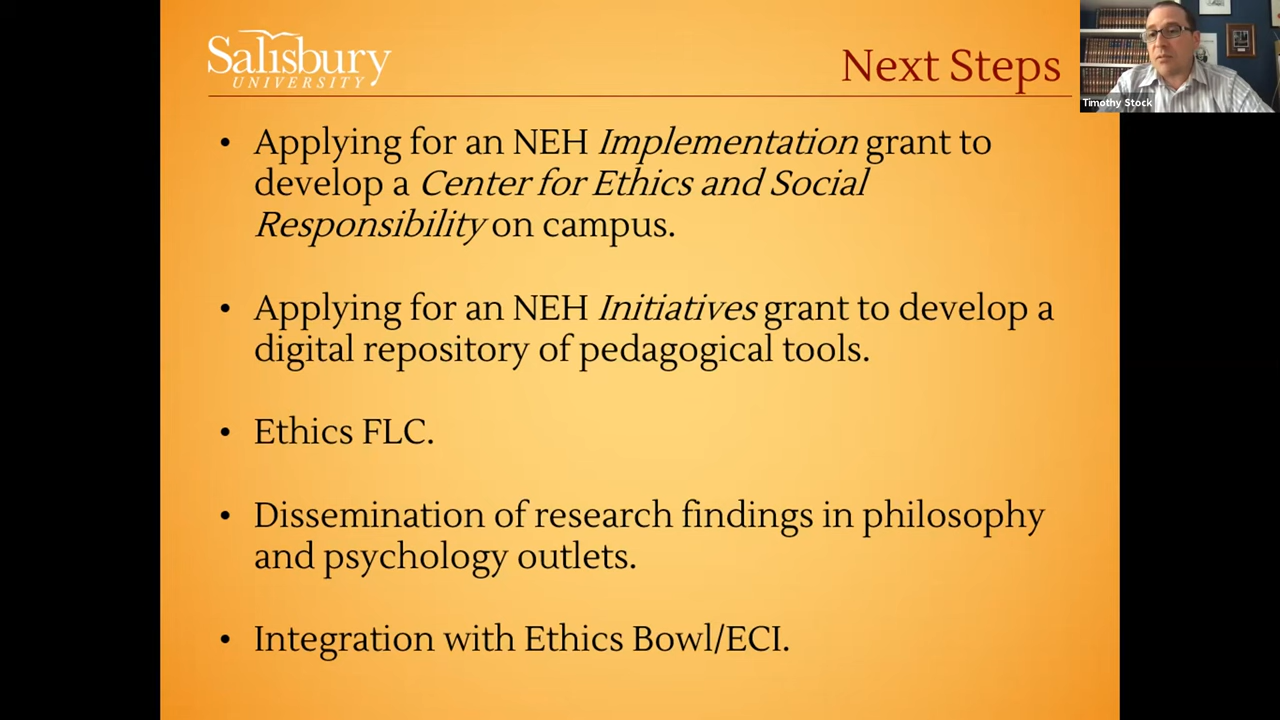 Salisbury
UNIVERSITY
Next Steps
Timothy Stock
• Applying for an NEH Implementation grant to
develop a Center for Ethics and Social
Responsibility on campus.
• Applying for an NEH Initiatives grant to develop a
digital repository of pedagogical tools.
• Ethics FLC.
• Dissemination of research findings in philosophy
and psychology outlets.
• Integration with Ethics Bowl/ECI.